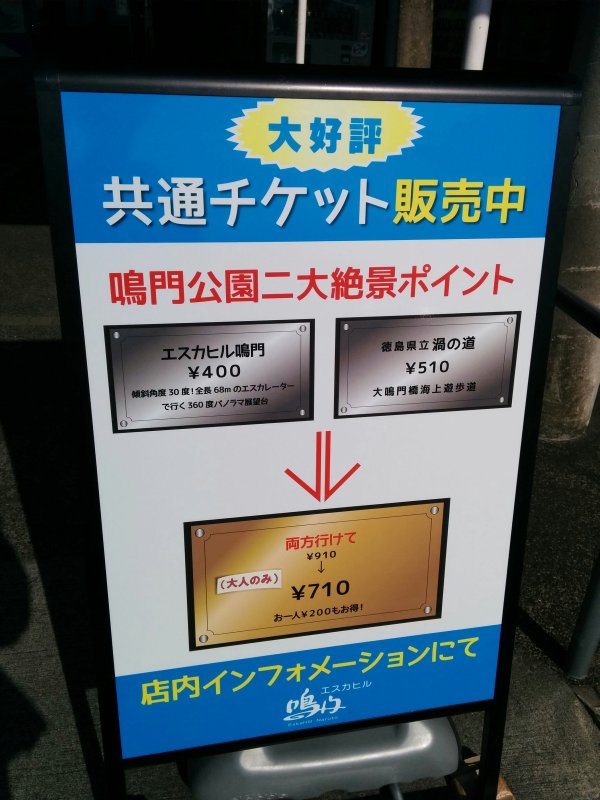 大好評
共通チケット販売中
鳴門公園二大絶景ポイント
エスカヒル鳴門
¥400
傾斜角度30度!全長68mのエスカレーター
で行く360度パノラマ展望台
徳島県立 渦の道
¥510
大鳴門橋海上遊歩道
両方行けて
¥910
↓
(大人のみ)
¥710
お一人¥200もお得!
店内インフォメーションにて
エスカヒル
鳴門
EskaHill Naruto